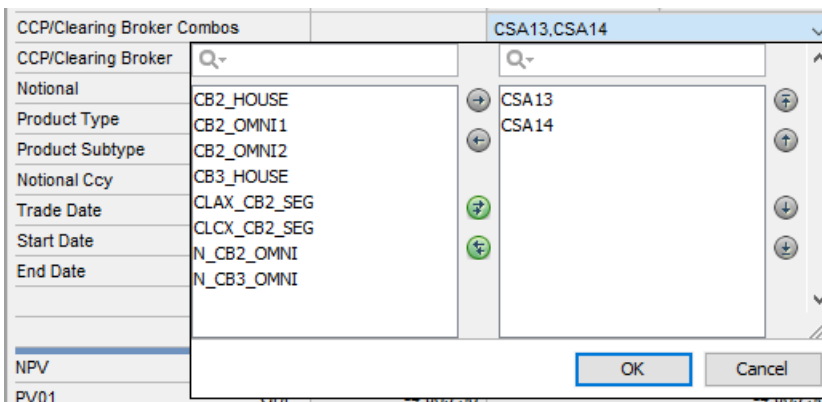 CCP/Clearing Broker Combos CSA13,CSA14
CCP/Clearing Broker
Notional
Product Type
Product Subtype
Notional Ccy
Trade Date
Start Date
End Date
CB2_HOUSE
CB2_OMNI1
CB2_OMNI2
CB3_HOUSE
CLAX_CB2_SEG
CLCX_CB2_SEG
N_CB2_OMNI
N_CB3_OMNI
CSA13
CSA14
OK Cancel
NPV
PV01